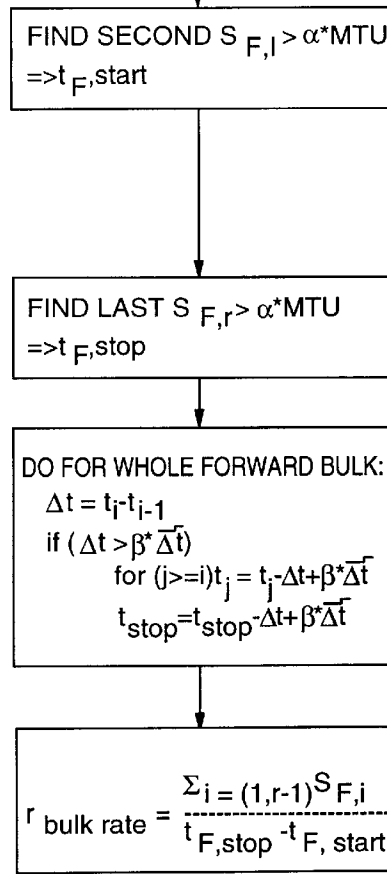 FIND SECOND S F,l > α*MTU
=>t F,start
FIND LAST S F,r > α*MTU
=>t F,stop
DO FOR WHOLE FORWARD BULK:
Δt = ti-ti-1
if (Δt >β* Δt)
for (j>=i)tj = tj-Δt+β*Δt
tstop=tstop-Δt+β*Δt
r bulk rate = Σi = (1,r-1) S F,i
t F,stop -t F, start